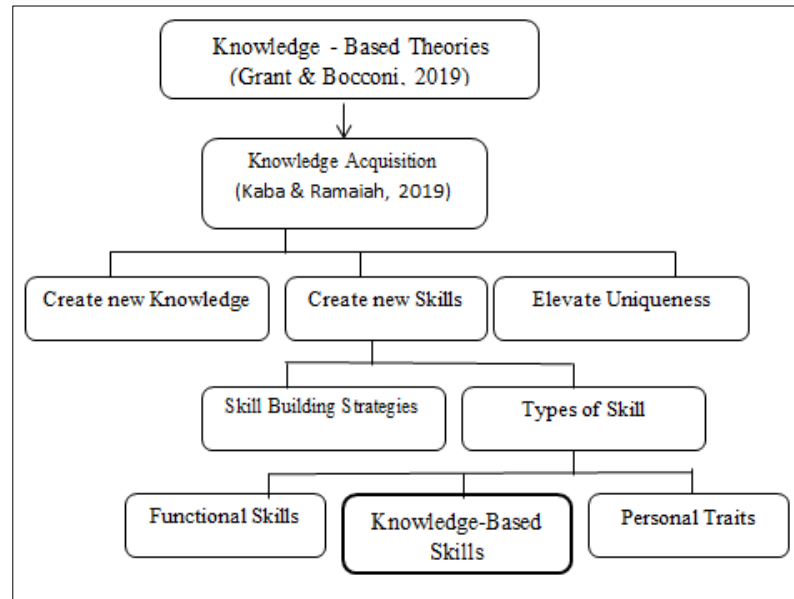 Knowledge - Based Theories
(Grant & Bocconi, 2019)
Knowledge Acquisition
(Kaba & Ramaiah, 2019)
Create new Knowledge
Create new Skills
Elevate Uniqueness
Skill Building Strategies
Types of Skill
Functional Skills
Knowledge-Based
Skills
Personal Traits